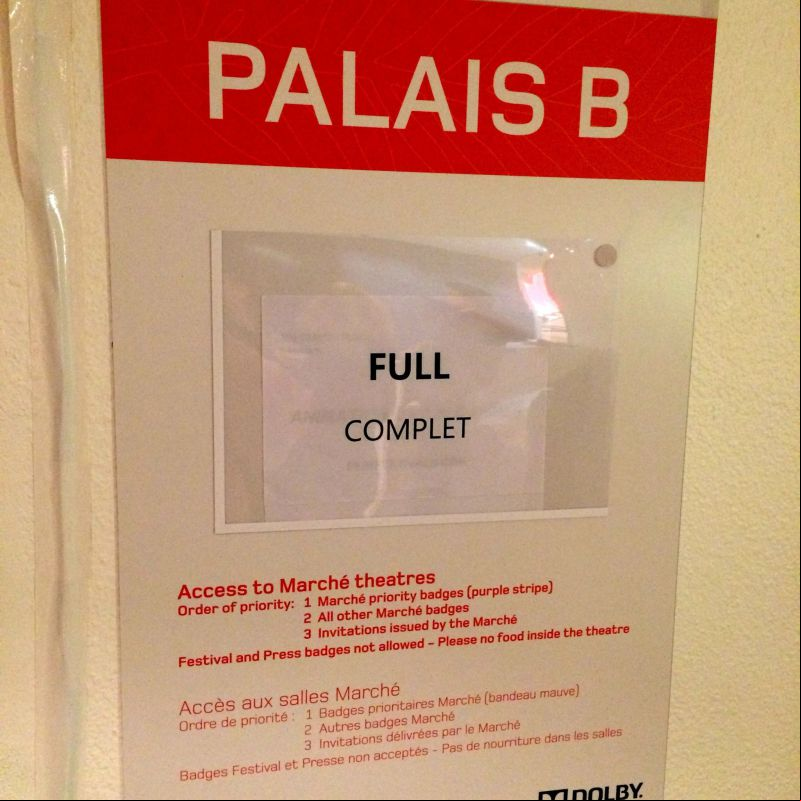 PALAIS B
FULL
COMPLET
Access to Marché theatres
Order of priority: 1 Marché priority badges (purple stripe)
2 All other Marché badges
3 Invitations issued by the Marché
Festival and Press badges not allowed - Please no food inside the theatre
Accès aux salles Marché
Ordre de priorité : 1 Badges prioritaires Marché (bandeau mauve)
2 Autres badges Marché
3 Invitations délivrées par le Marché
Badges Festival et Presse non acceptés - Pas de nourriture dans les salles
DOLBY.